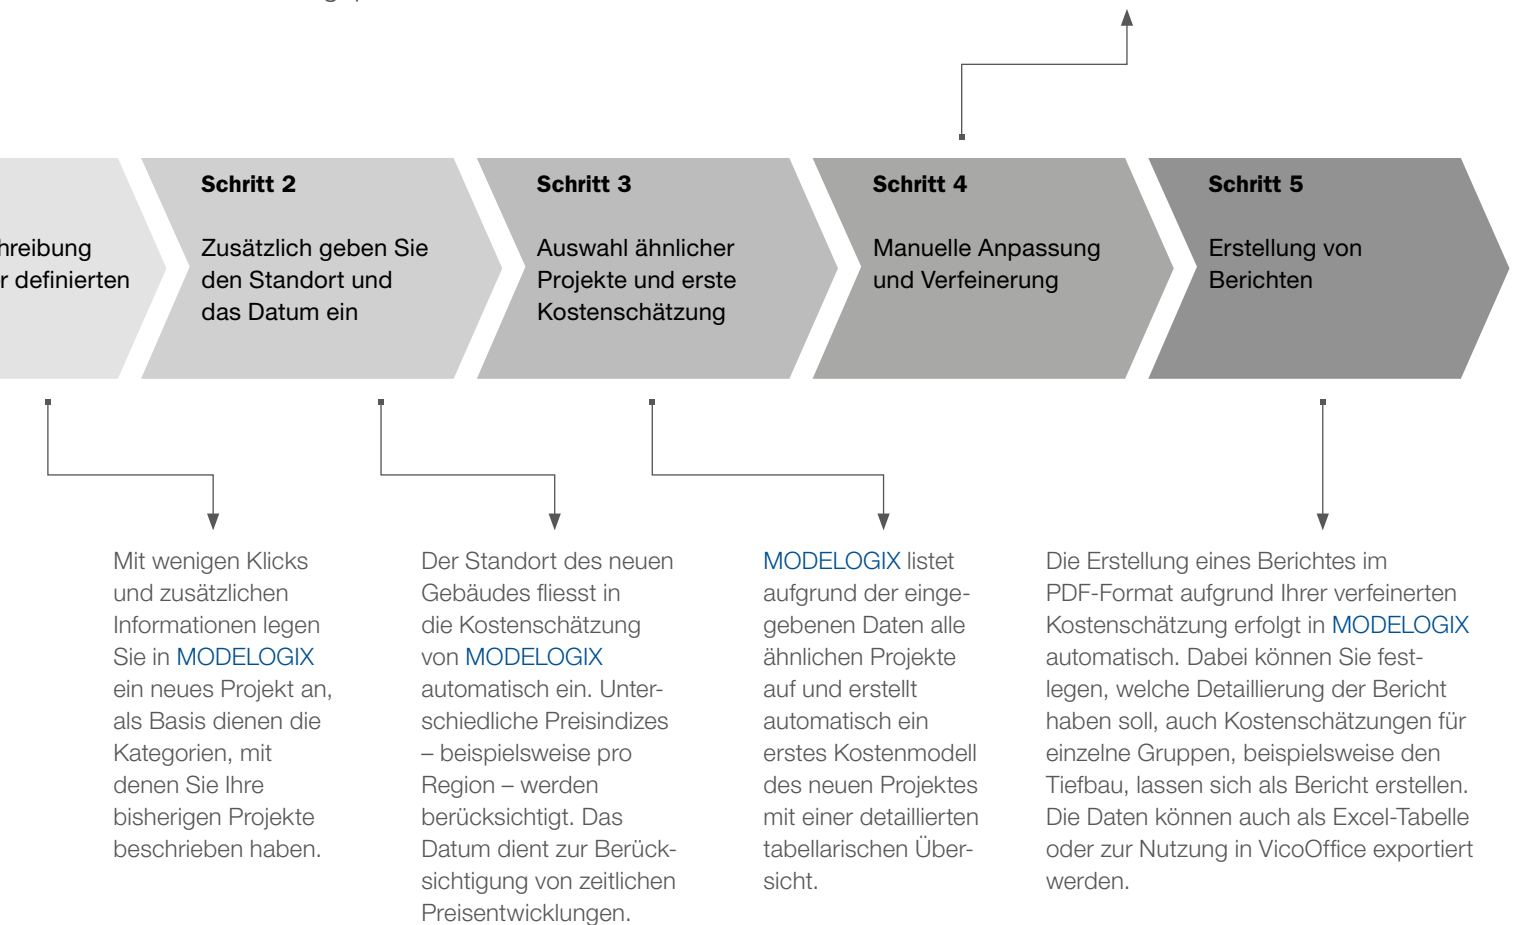 hreibung
r definierten
Schritt 2
Zusätzlich geben Sie
den Standort und
das Datum ein
Schritt 3
Auswahl ähnlicher
Projekte und erste
Kostenschätzung
Schritt 4
Manuelle Anpassung
und Verfeinerung
Schritt 5
Erstellung von
Berichten
Mit wenigen Klicks
und zusätzlichen
Informationen legen
Sie in MODELOGIX
ein neues Projekt an,
als Basis dienen die
Kategorien, mit
denen Sie Ihre
bisherigen Projekte
beschrieben haben.
Der Standort des neuen
Gebäudes fliesst in
die Kostenschätzung
von MODELOGIX
automatisch ein. Unter-
schiedliche Preisindizes
– beispielsweise pro
Region – werden
berücksichtigt. Das
Datum dient zur Berück-
sichtigung von zeitlichen
Preisentwicklungen.
MODELOGIX listet
aufgrund der einge-
gebenen Daten alle
ähnlichen Projekte
auf und erstellt
automatisch ein
erstes Kostenmodell
des neuen Projektes
mit einer detaillierten
tabellarischen Über-
sicht.
Die Erstellung eines Berichtes im
PDF-Format aufgrund Ihrer verfeinerten
Kostenschätzung erfolgt in MODELOGIX
automatisch. Dabei können Sie fest-
legen, welche Detaillierung der Bericht
haben soll, auch Kostenschätzungen für
einzelne Gruppen, beispielsweise den
Tiefbau, lassen sich als Bericht erstellen.
Die Daten können auch als Excel-Tabelle
oder zur Nutzung in VicoOffice exportiert
werden.